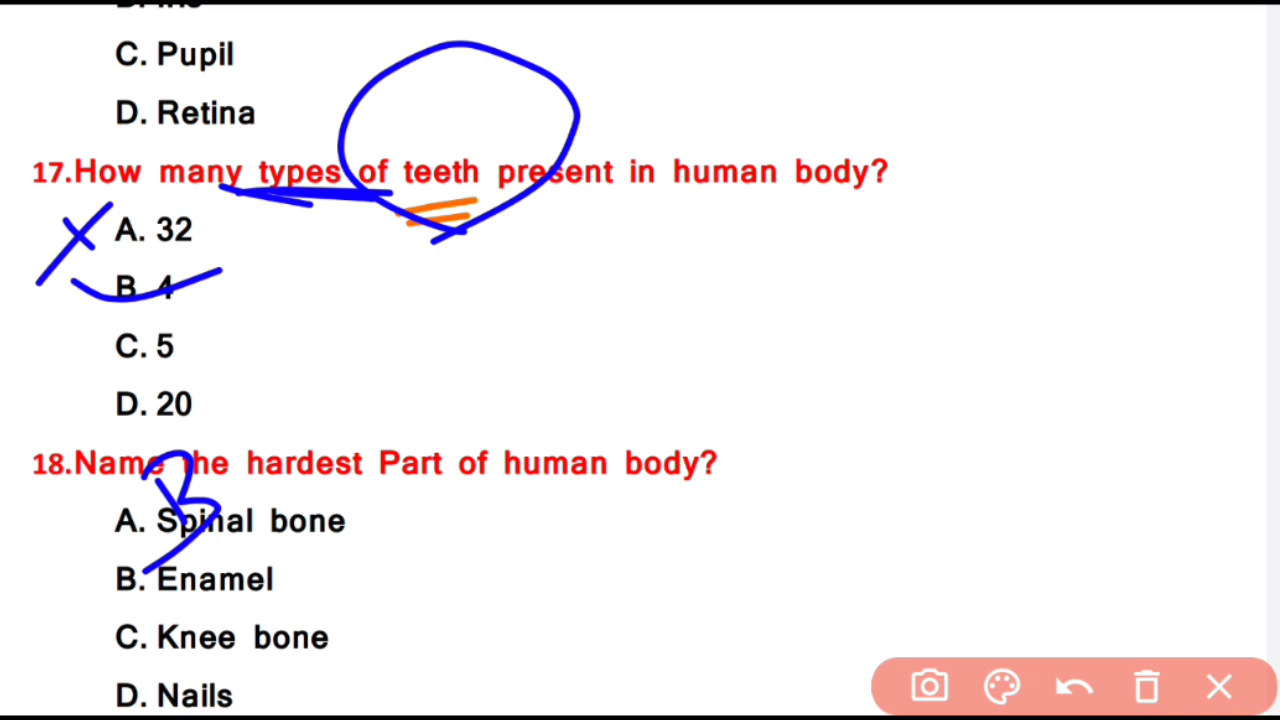 C. Pupil
D. Retina
17.How many types of teeth present in human body?
A. 32
B 4
C. 5
D. 20
18.Name the hardest Part of human body?
B
A. Spinal bone
B. Enamel
C. Knee bone
D. Nails